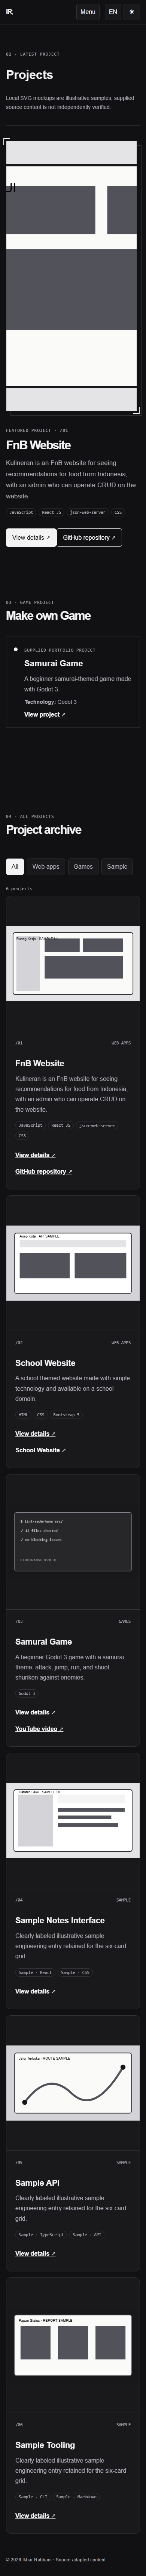 IR.
Menu
EN
02 · LATEST PROJECT
Projects
Local SVG mockups are illustrative samples; supplied
source content is not independently verified.
FEATURED PROJECT · /01
FnB Website
Kulineran is an FnB website for seeing
recommendations for food from Indonesia,
with an admin who can operate CRUD on the
website.
JavaScript React JS json-web-server CSS
View details ↗ GitHub repository ↗
03 · GAME PROJECT
Make own Game
SUPPLIED PORTFOLIO PROJECT
Samurai Game
A beginner samurai-themed game made
with Godot 3.
Technology: Godot 3
View project ↗
04 · ALL PROJECTS
Project archive
All Web apps Games Sample
6 projects
/01 WEB APPS
FnB Website
Kulineran is an FnB website for seeing
recommendations for food from Indonesia,
with an admin who can operate CRUD on
the website.
JavaScript React JS json-web-server
CSS
View details ↗
GitHub repository ↗
/02 WEB APPS
School Website
A school-themed website made with simple
technology and available on a school
domain.
HTML CSS Bootstrap 5
View details ↗
School Website ↗
$ lint-sederhana src/
✓ 12 files checked
✓ no blocking issues
/03 GAMES
Samurai Game
A beginner Godot 3 game with a samurai
theme: attack, jump, run, and shoot
shuriken against enemies.
Godot 3
View details ↗
YouTube video ↗
/04 SAMPLE
Sample Notes Interface
Clearly labeled illustrative sample
engineering entry retained for the six-card
grid.
Sample · React Sample · CSS
View details ↗
/05 SAMPLE
Sample API
Clearly labeled illustrative sample
engineering entry retained for the six-card
grid.
Sample · TypeScript Sample · API
View details ↗
/06 SAMPLE
Sample Tooling
Clearly labeled illustrative sample
engineering entry retained for the six-card
grid.
Sample · CLI Sample · Markdown
View details ↗
© 2026 Ikbar Rabbani · Source-adapted content